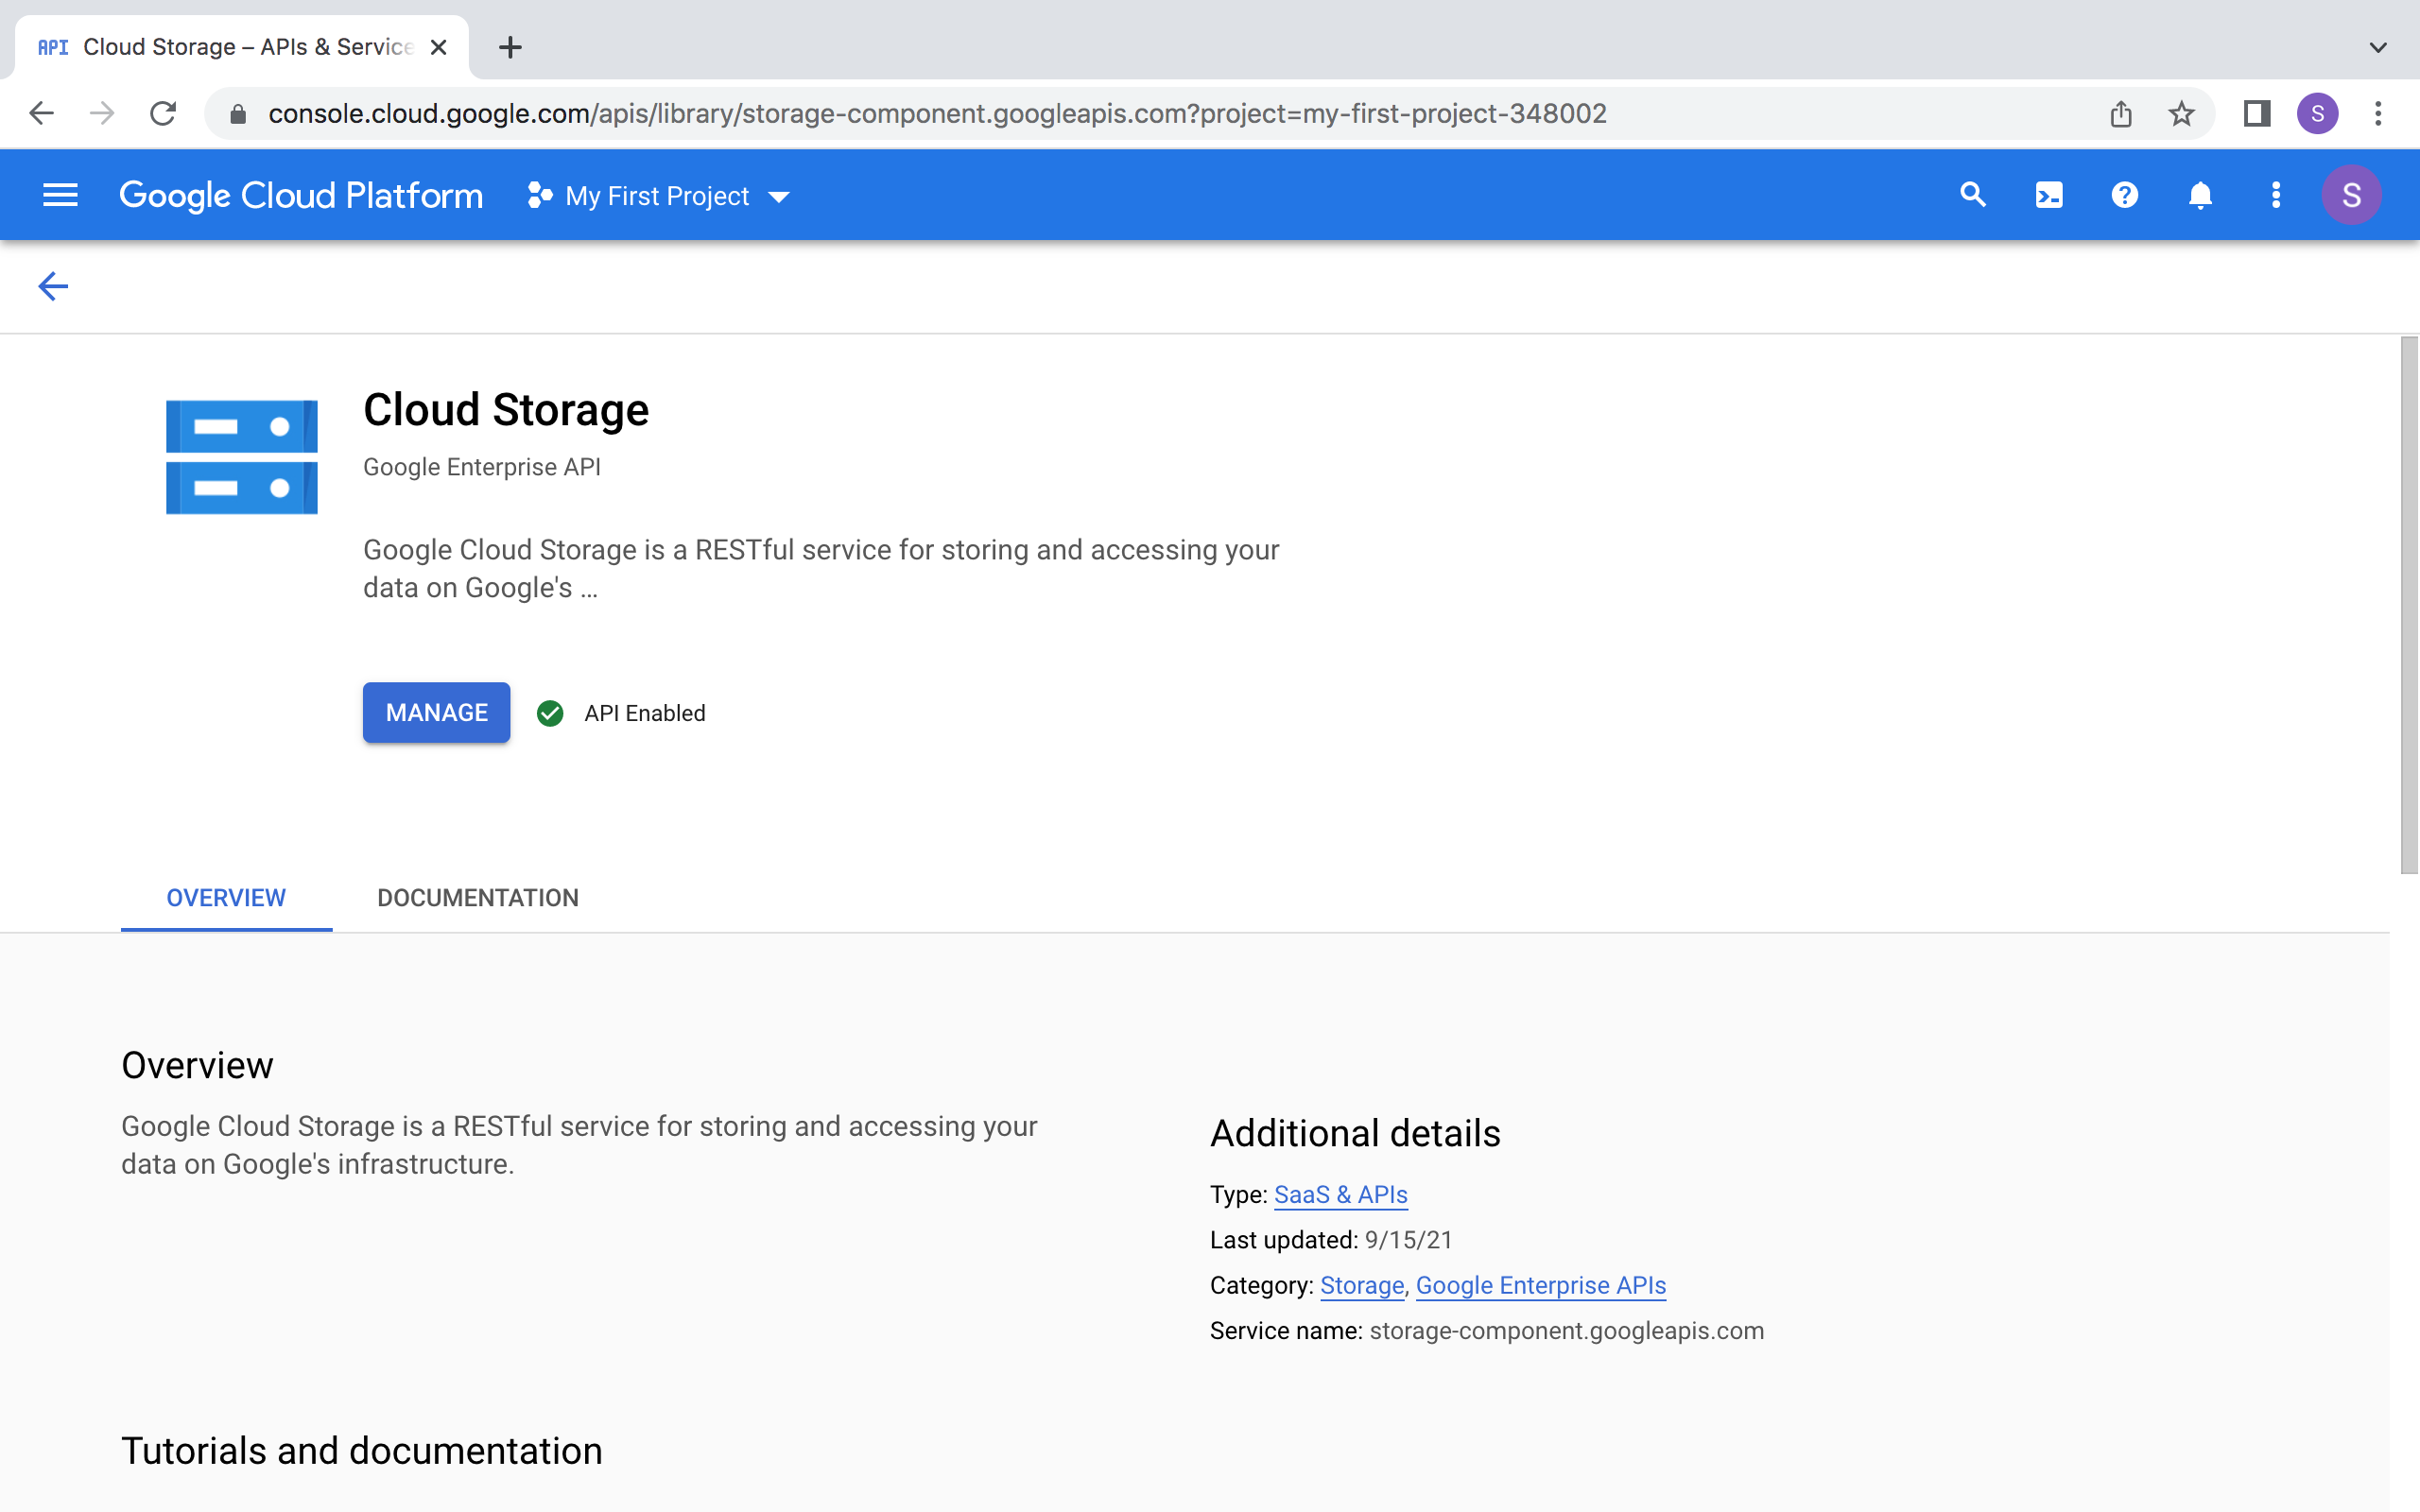 API Cloud Storage – APIs & Service
console.cloud.google.com/apis/library/storage-component.googleapis.com?project=my-first-project-348002
S
Google Cloud Platform My First Project
S
Cloud Storage
Google Enterprise API
Google Cloud Storage is a RESTful service for storing and accessing your
data on Google's ...
MANAGE API Enabled
OVERVIEW DOCUMENTATION
Overview
Google Cloud Storage is a RESTful service for storing and accessing your
data on Google's infrastructure.
Additional details
Type: SaaS & APIs
Last updated: 9/15/21
Category: Storage, Google Enterprise APIs
Service name: storage-component.googleapis.com
Tutorials and documentation